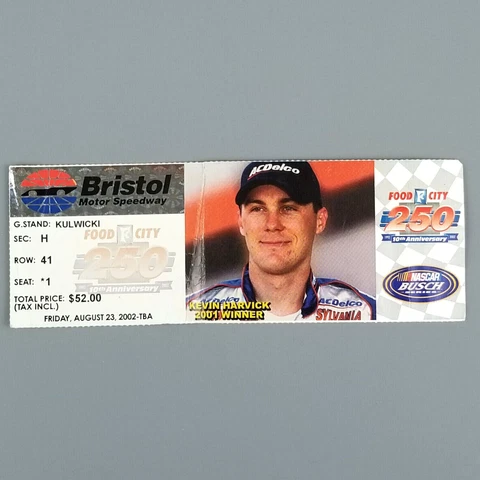 Bristol
Motor Speedway
G.STAND: KULWICKI
SEC: H
ROW: 41
SEAT: *1
TOTAL PRICE: $52.00
(TAX INCL.)
FRIDAY, AUGUST 23, 2002-TBA
FOOD CITY
250
10th Anniversary
ACDelco
ACDelco
SYLVANIA
KEVIN HARVICK
2001 WINNER
FOOD CITY
250
10th Anniversary
NASCAR
BUSCH